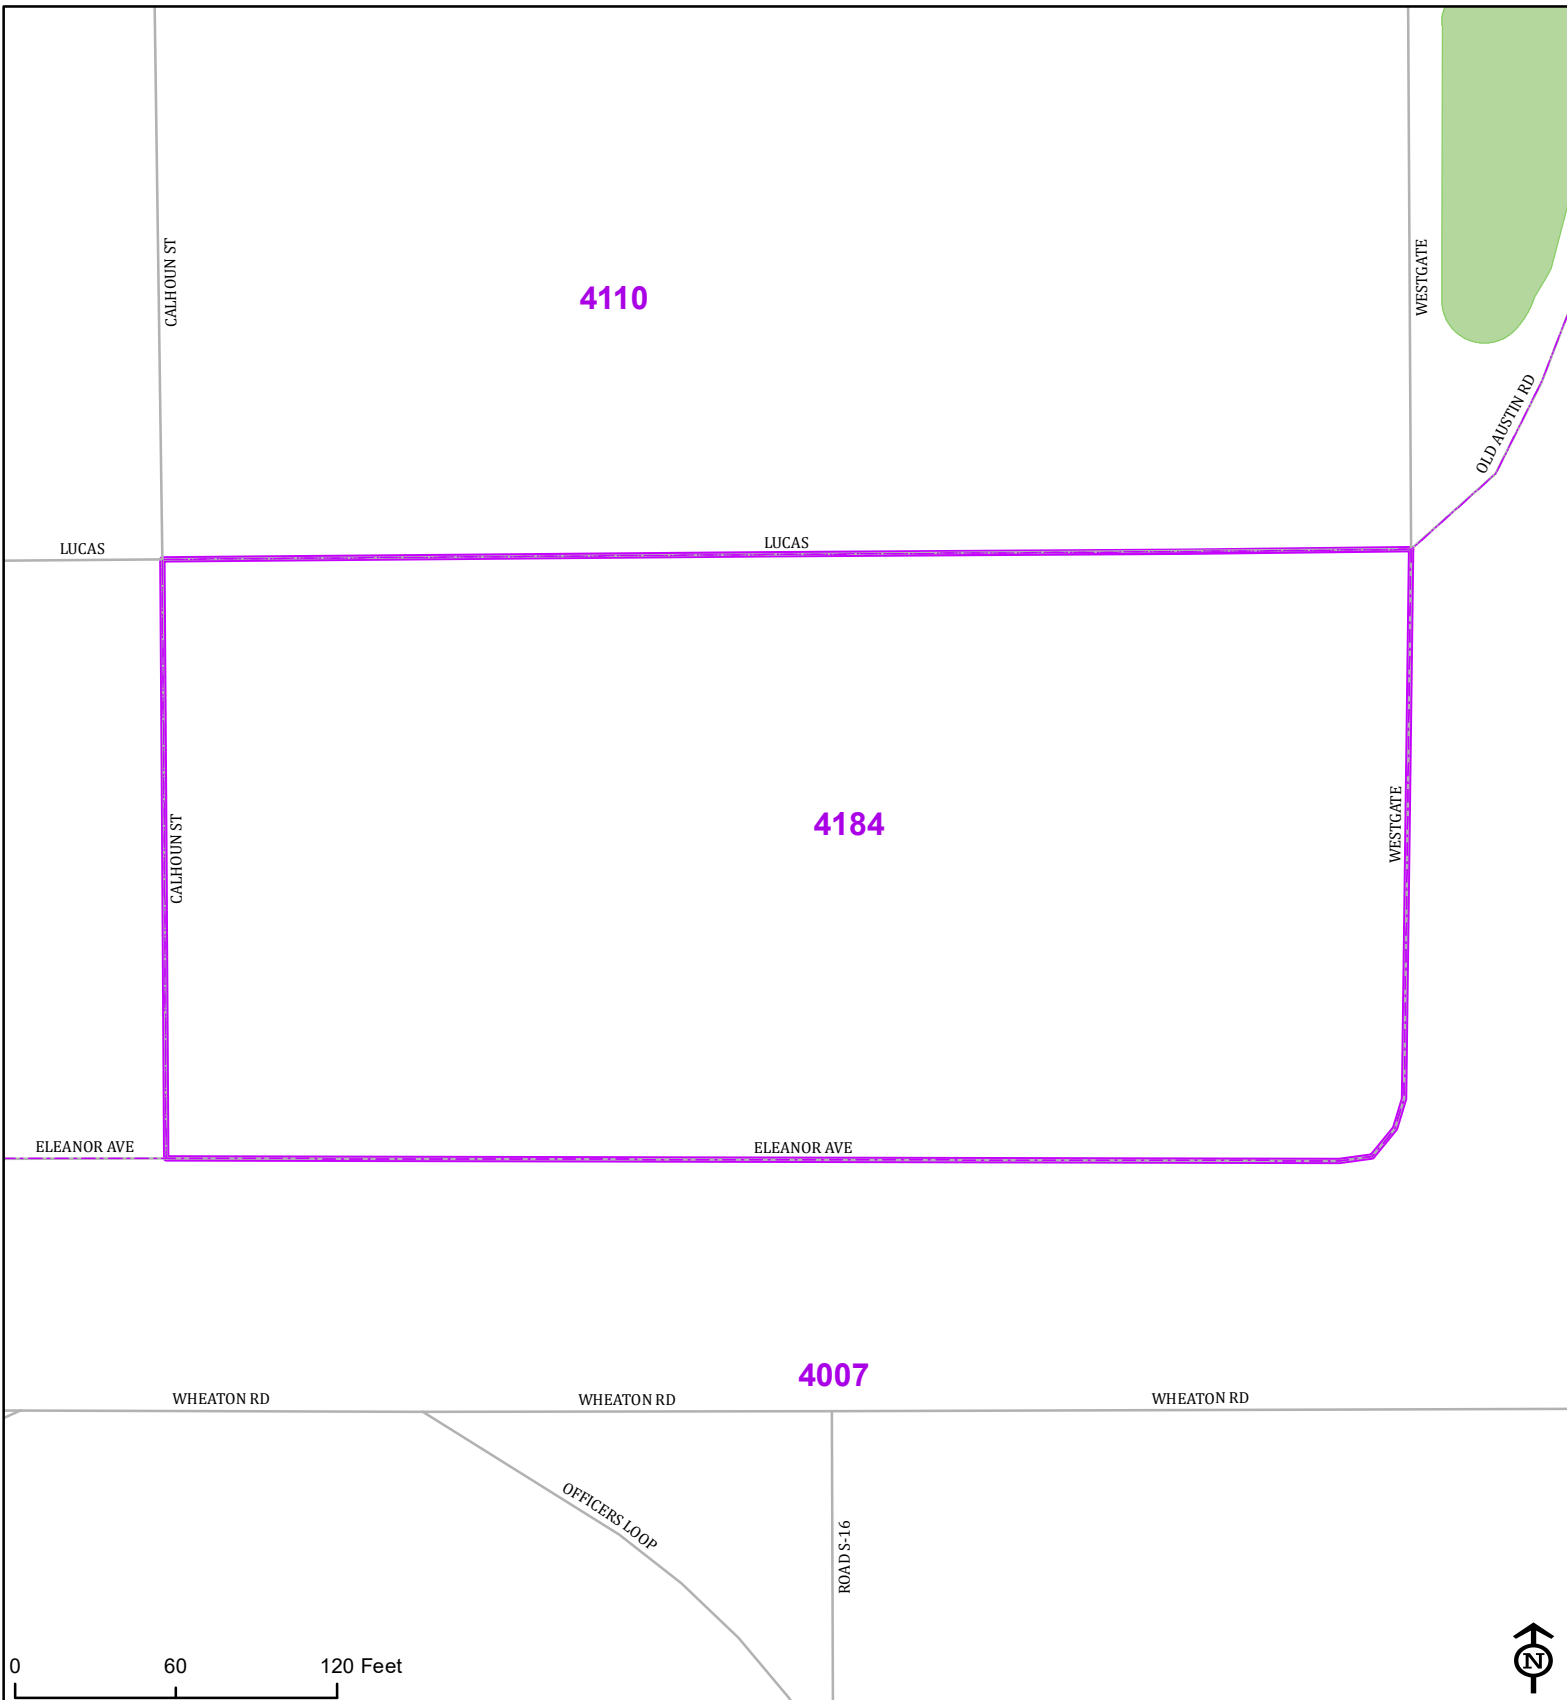 CALHOUN ST
WESTGATE
4110
OLD AUSTIN RD
LUCAS
LUCAS
4184
WESTGATE
CALHOUN ST
ELEANOR AVE
ELEANOR AVE
4007
WHEATON RD
WHEATON RD
WHEATON RD
OFFICERS LOOP
ROAD S-16
0 60 120 Feet
N